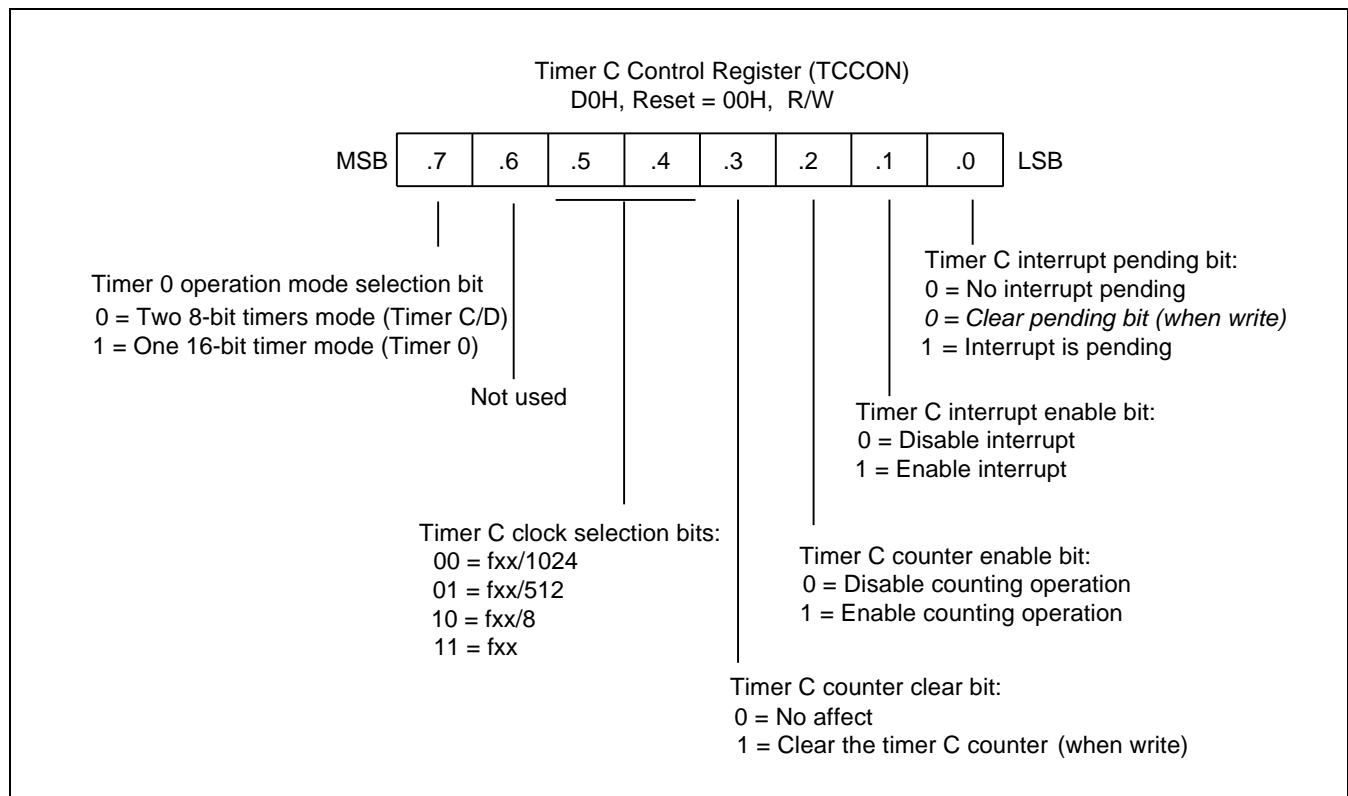 Timer C Control Register (TCCON)
D0H, Reset = 00H, R/W
MSB .7 .6 .5 .4 .3 .2 .1 .0 LSB
Timer 0 operation mode selection bit
0 = Two 8-bit timers mode (Timer C/D)
1 = One 16-bit timer mode (Timer 0)
Not used
Timer C clock selection bits:
00 = fxx/1024
01 = fxx/512
10 = fxx/8
11 = fxx
Timer C counter clear bit:
0 = No affect
1 = Clear the timer C counter (when write)
Timer C counter enable bit:
0 = Disable counting operation
1 = Enable counting operation
Timer C interrupt enable bit:
0 = Disable interrupt
1 = Enable interrupt
Timer C interrupt pending bit:
0 = No interrupt pending
0 = Clear pending bit (when write)
1 = Interrupt is pending